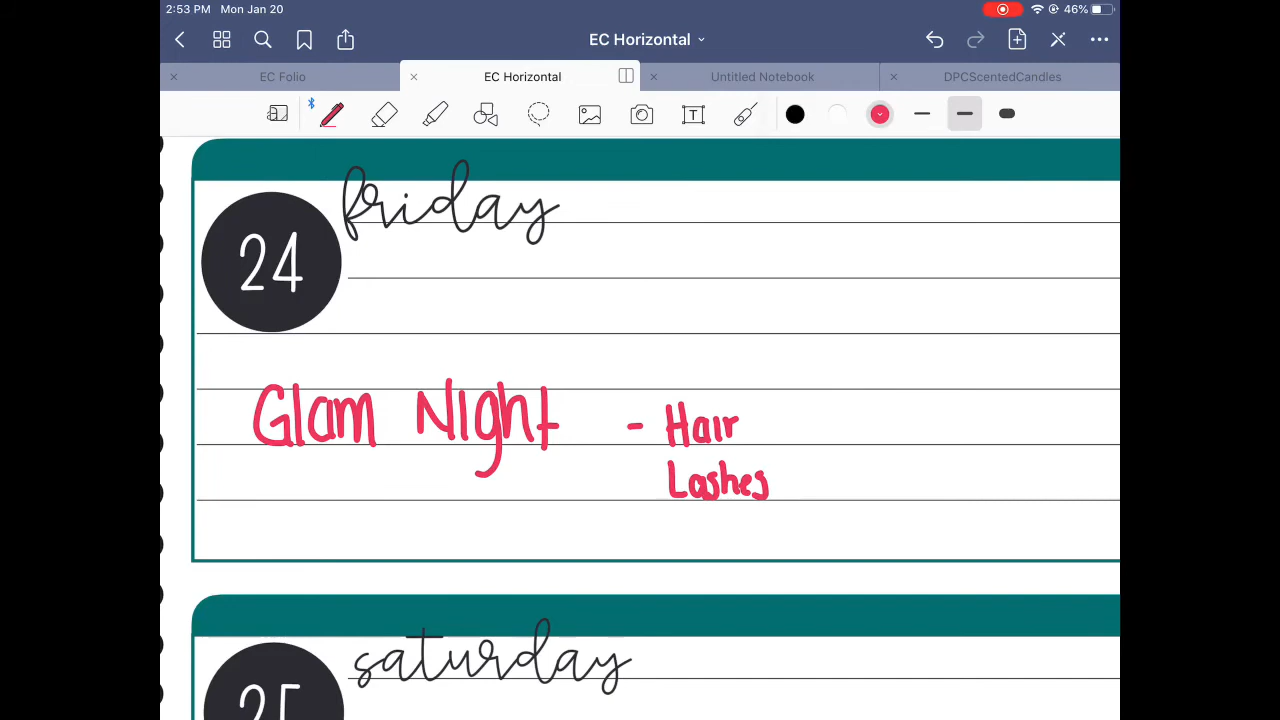 2:53 PM Mon Jan 20 46%
EC Horizontal
EC Folio EC Horizontal Untitled Notebook DPCScentedCandles
T
friday
24
Glam Night - Hair
Lashes
saturday
25